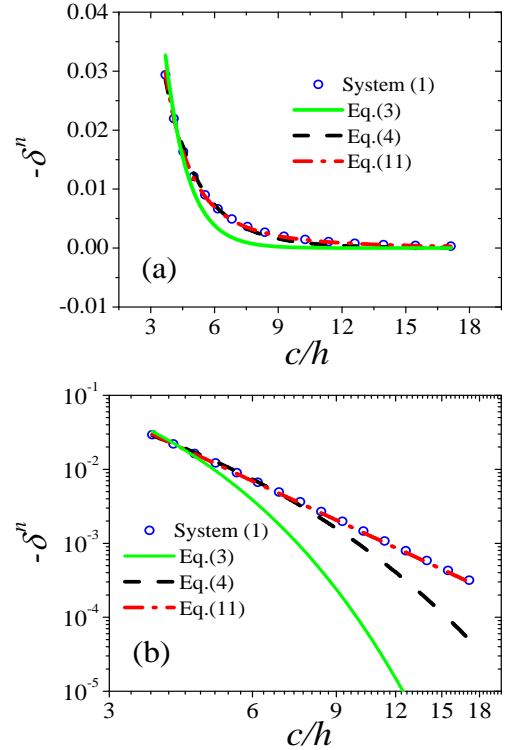 0.04
0.03
0.02
0.01
0.00
-0.01
-δⁿ
System (1)
Eq.(3)
Eq.(4)
Eq.(11)
(a)
3 6 9 12 15 18
c/h
10⁻¹
10⁻²
10⁻³
10⁻⁴
10⁻⁵
-δⁿ
System (1)
Eq.(3)
Eq.(4)
Eq.(11)
(b)
3 6 9 12 15 18
c/h